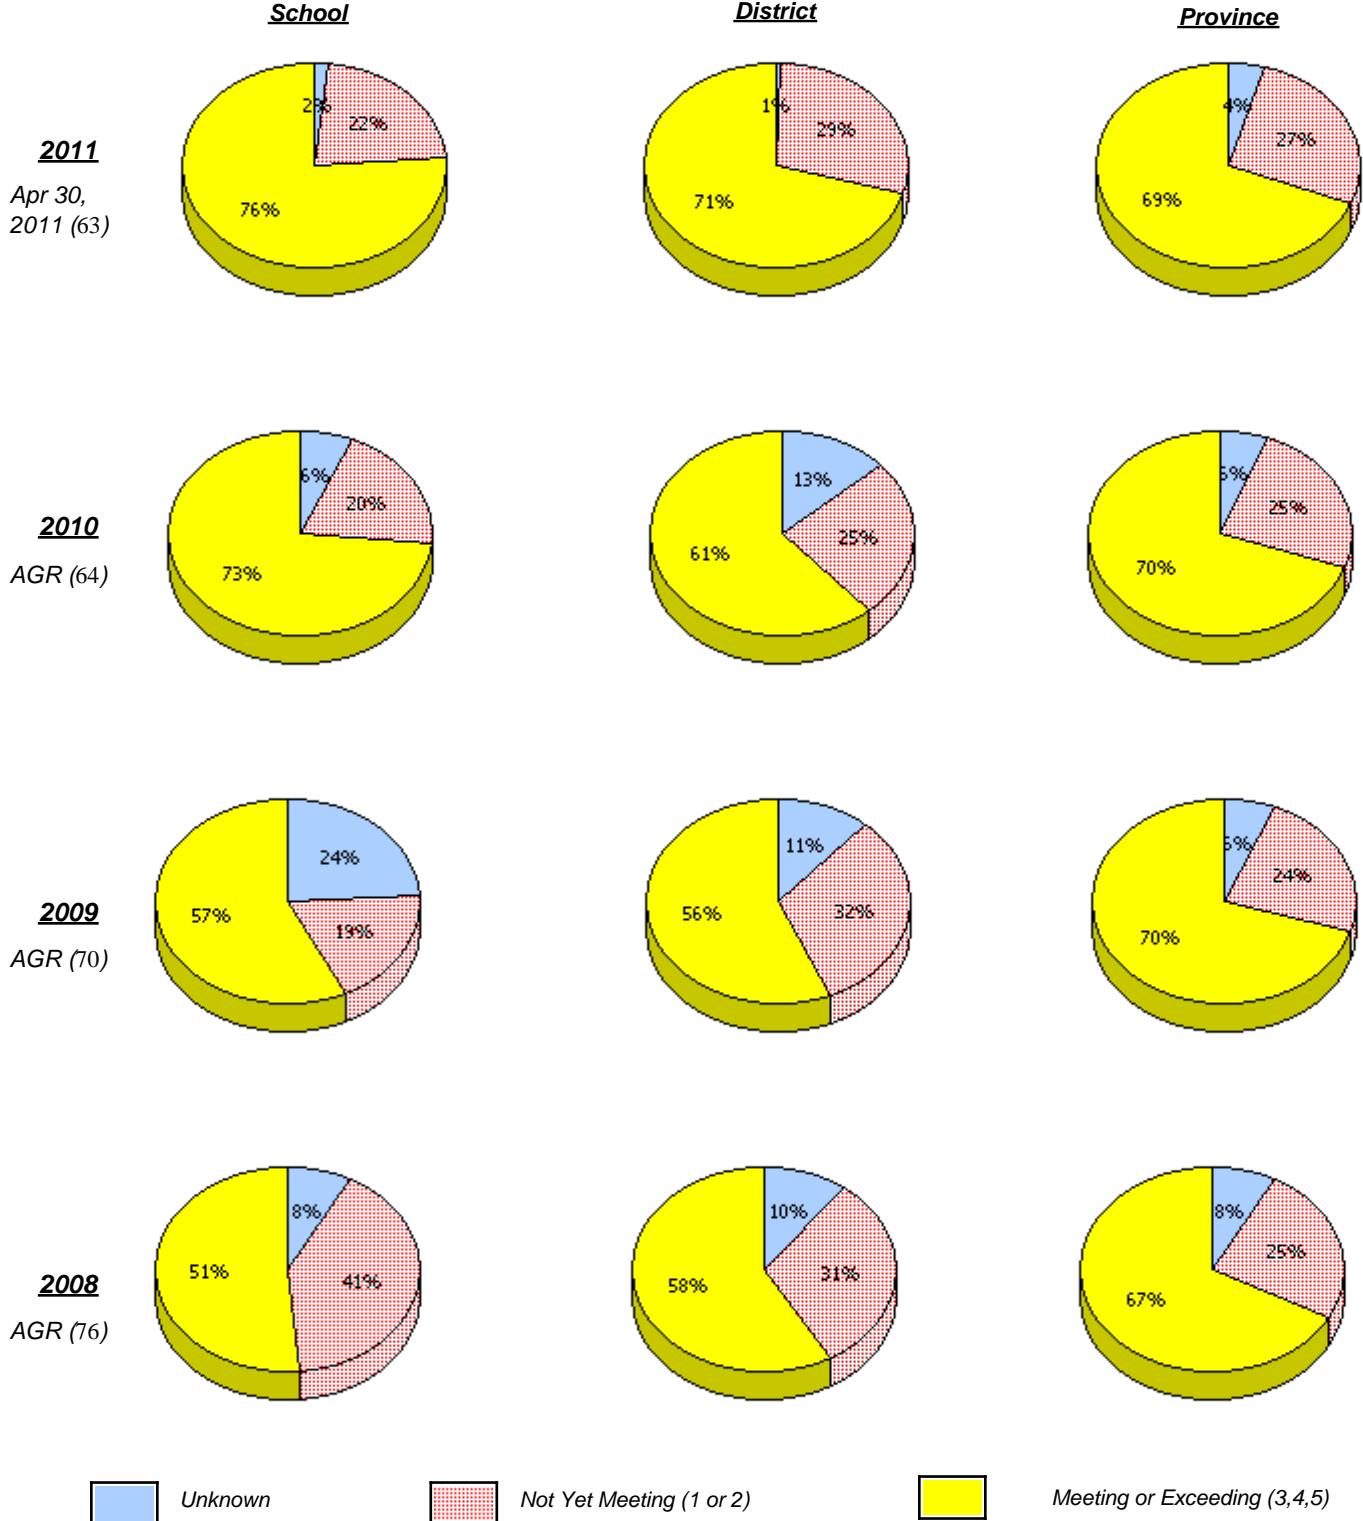 School District Province
2011
Apr 30,
2011 (63)
2% 22% 76%
1% 29% 71%
4% 27% 69%
2010
AGR (64)
6% 20% 73%
13% 25% 61%
25% 70%
2009
AGR (70)
24% 19% 57%
11% 32% 56%
24% 70%
2008
AGR (76)
8% 41% 51%
10% 31% 58%
8% 25% 67%
Unknown Not Yet Meeting (1 or 2) Meeting or Exceeding (3,4,5)